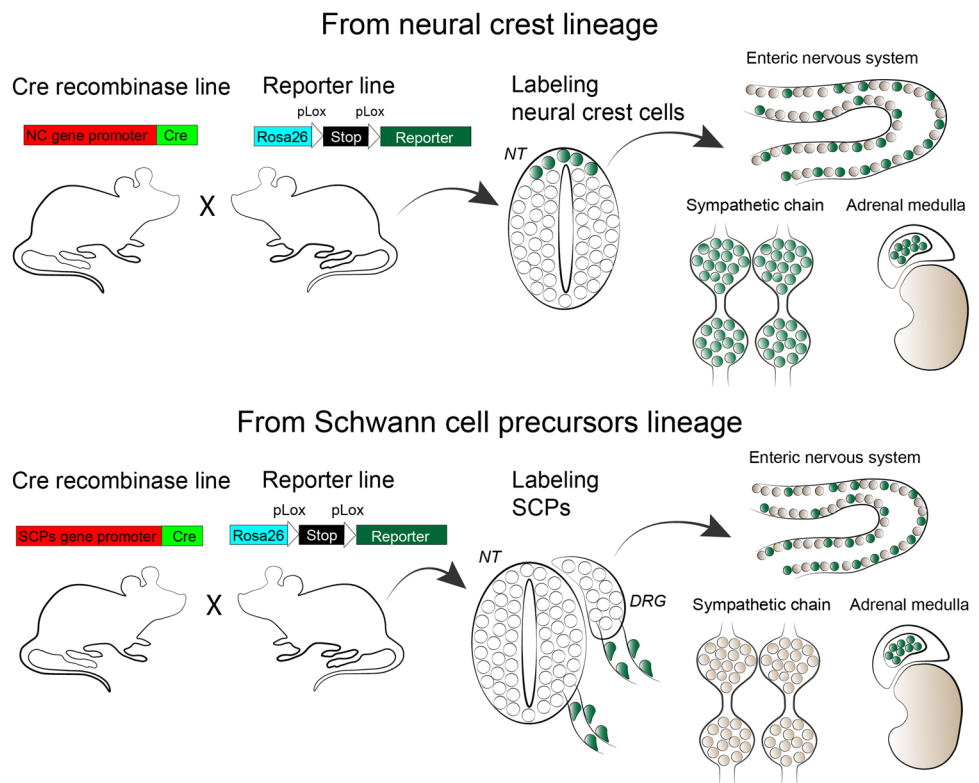 From neural crest lineage
Cre recombinase line
Reporter line
pLox pLox
NC gene promoter Cre
Rosa26 Stop Reporter
X
Labeling
neural crest cells
NT
Enteric nervous system
Sympathetic chain
Adrenal medulla
From Schwann cell precursors lineage
Cre recombinase line
Reporter line
pLox pLox
SCPs gene promoter Cre
Rosa26 Stop Reporter
X
Labeling
SCPs
NT
DRG
Enteric nervous system
Sympathetic chain
Adrenal medulla